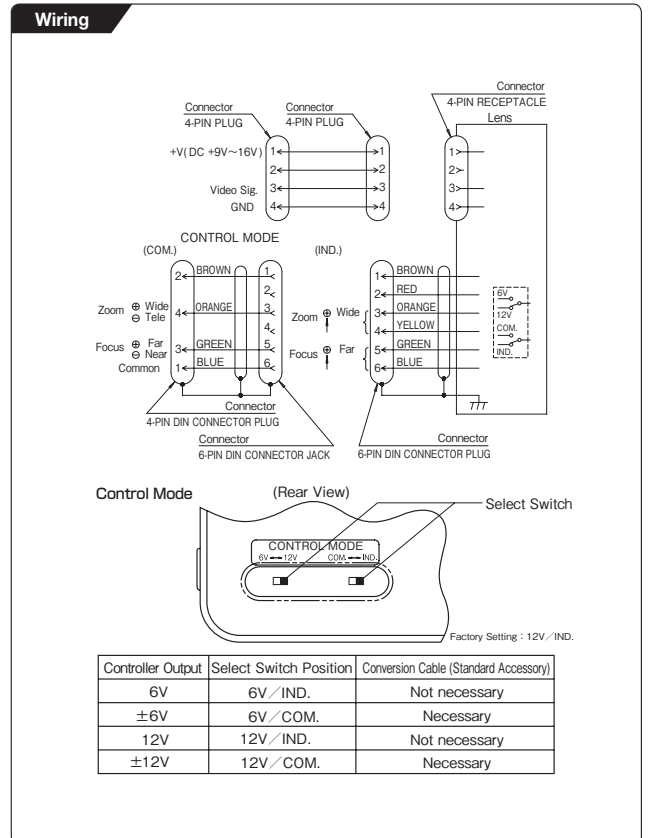 Wiring
Connector
4-PIN PLUG
Connector
4-PIN PLUG
Connector
4-PIN RECEPTACLE
Lens
+V(DC +9V～16V) 1 1 1
2 2 2
Video Sig. 3 3 3
GND 4 4 4
CONTROL MODE
(COM.)
(IND.)
2 BROWN 1
2
Zoom ⊕ Wide 4 ORANGE 3
⊖ Tele
4
Focus ⊕ Far 3 GREEN 5
⊖ Near
Common 1 BLUE 6
1 BROWN
2 RED
Zoom ⊕ Wide 3 ORANGE
4 YELLOW
Focus ⊕ Far 5 GREEN
6 BLUE
6V
12V
COM.
IND.
Connector
4-PIN DIN CONNECTOR PLUG
Connector
6-PIN DIN CONNECTOR JACK
Connector
6-PIN DIN CONNECTOR PLUG
Control Mode
(Rear View)
Select Switch
CONTROL MODE
6V 12V COM. IND.
Factory Setting : 12V／IND.
Controller Output Select Switch Position Conversion Cable (Standard Accessory)
6V 6V／IND. Not necessary
±6V 6V／COM. Necessary
12V 12V／IND. Not necessary
±12V 12V／COM. Necessary